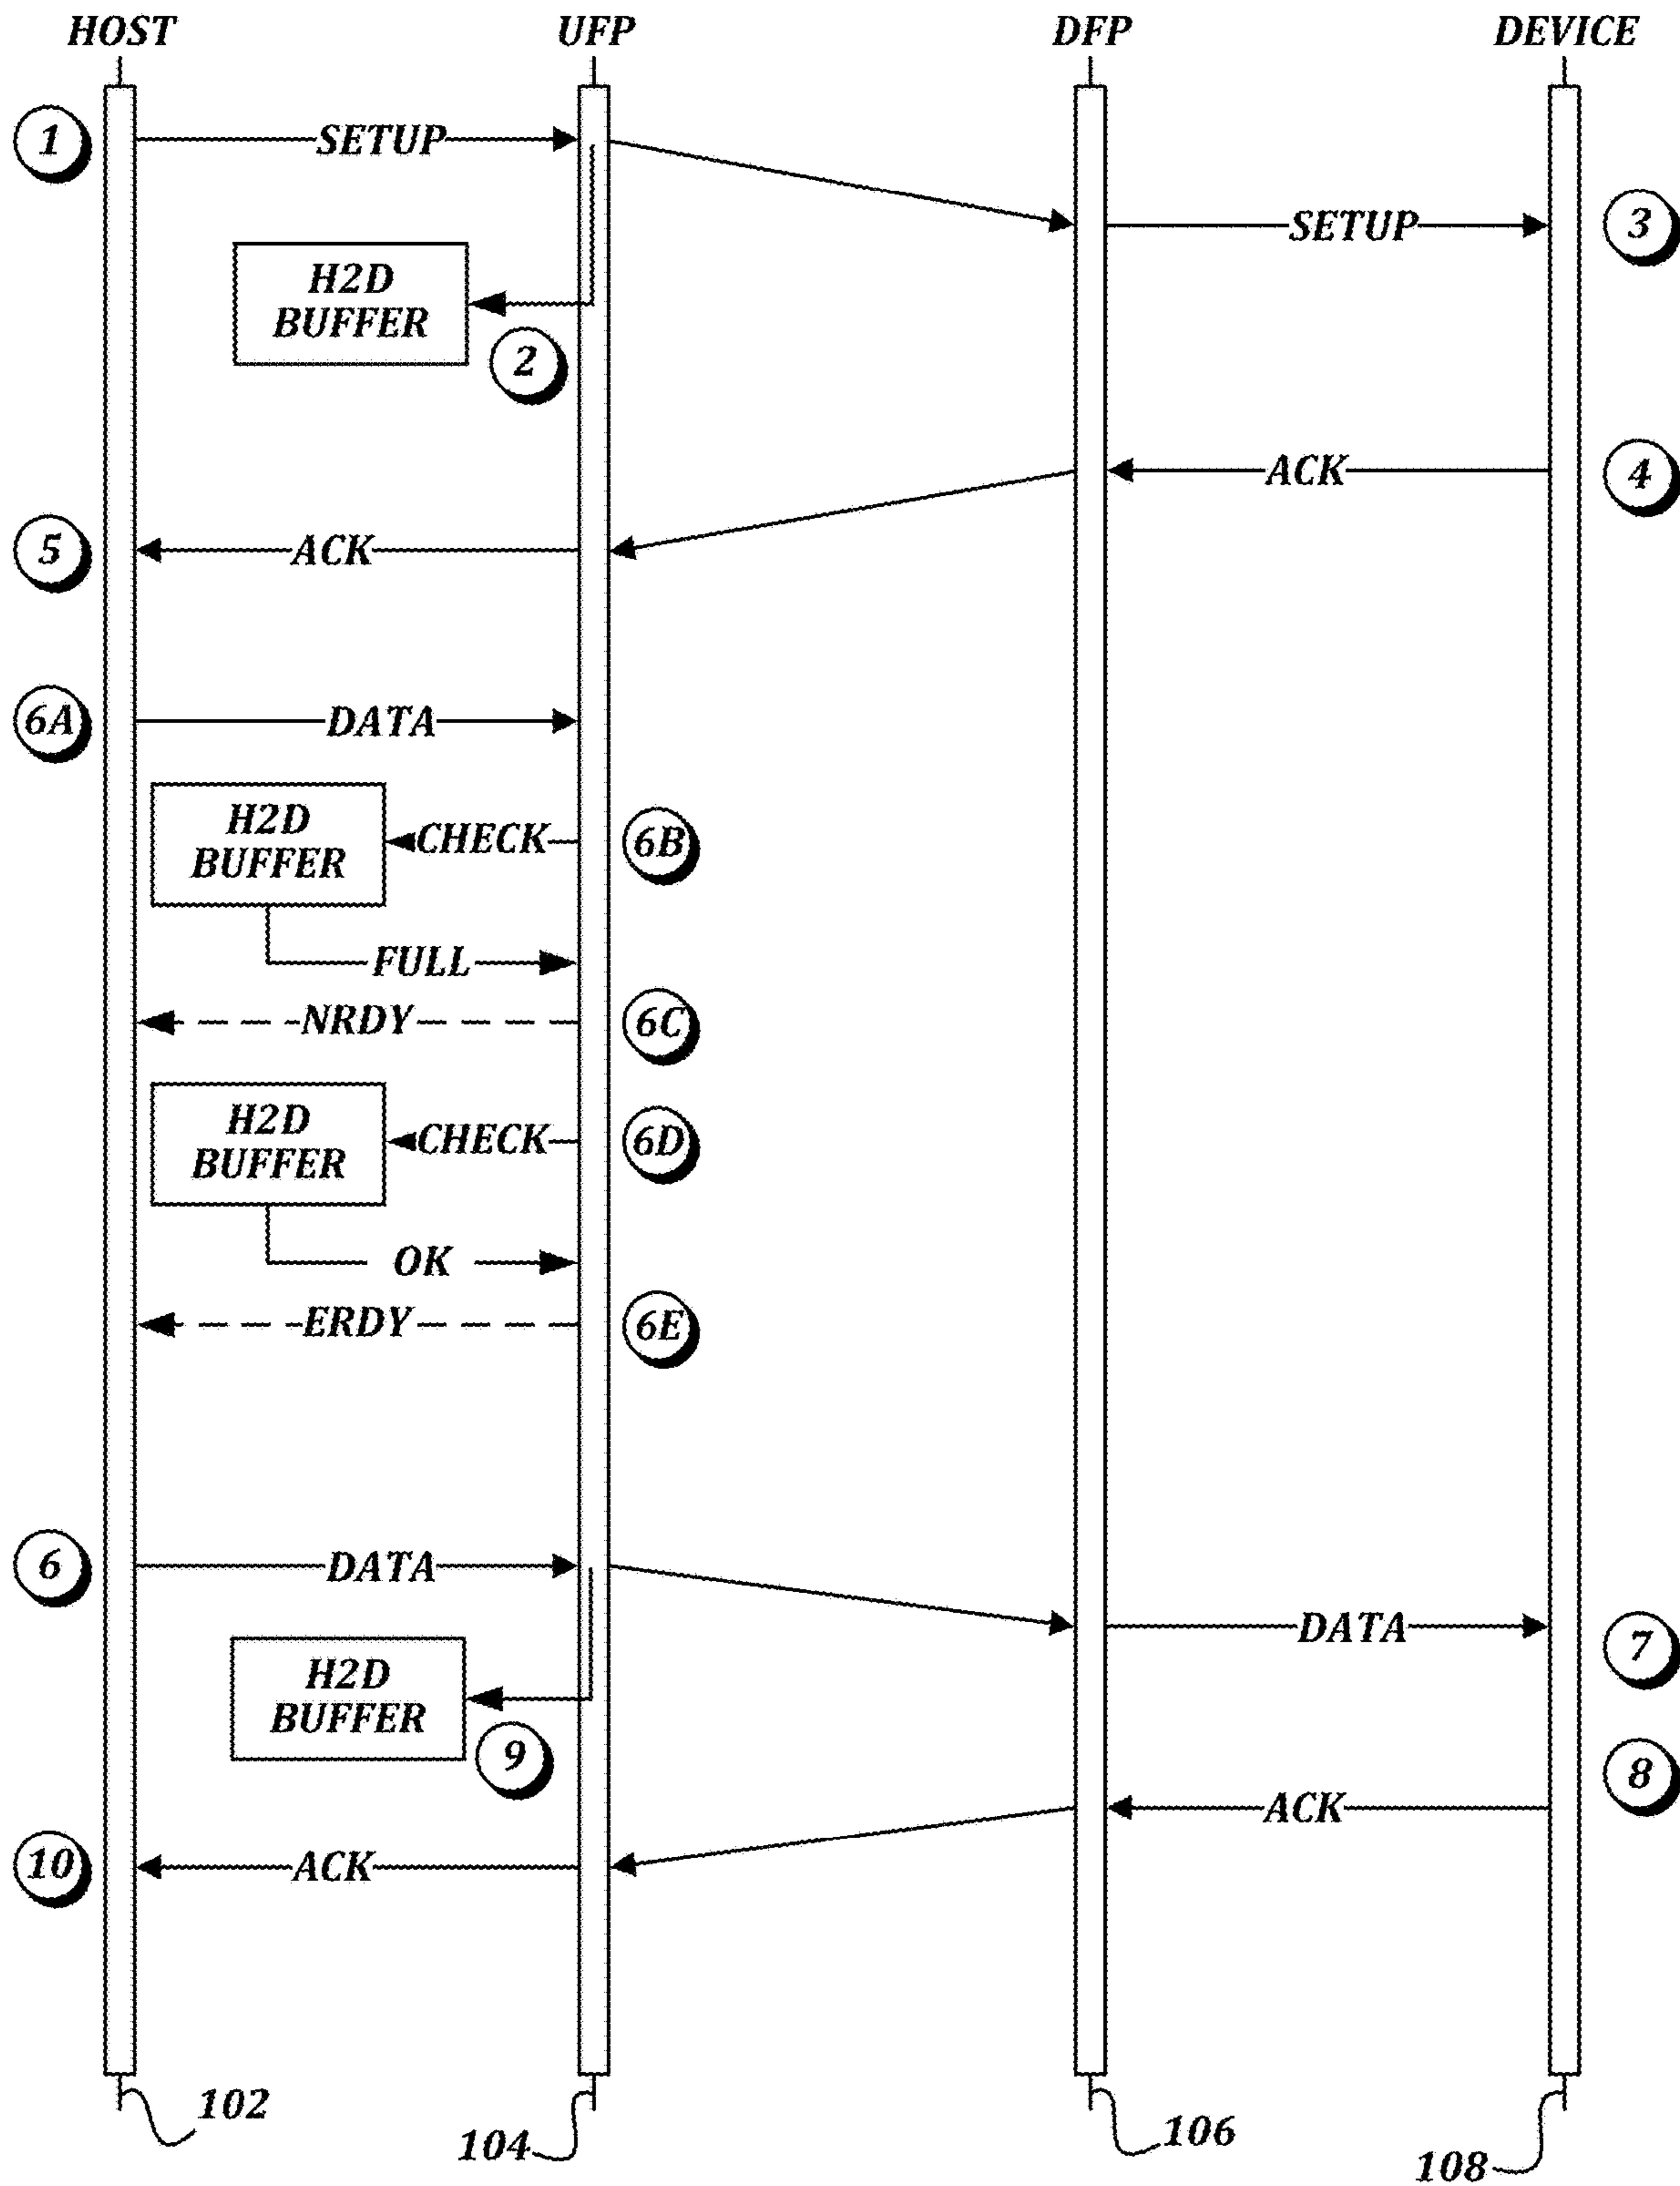 HOST UFP DFP DEVICE
1 SETUP
SETUP 3
H2D
BUFFER
2
ACK 4
5 ACK
6A DATA
H2D
BUFFER
CHECK 6B
FULL
NRDY 6C
H2D
BUFFER
CHECK 6D
OK
ERDY 6E
6 DATA
DATA 7
H2D
BUFFER
9
8
ACK
10 ACK
102
104
106
108